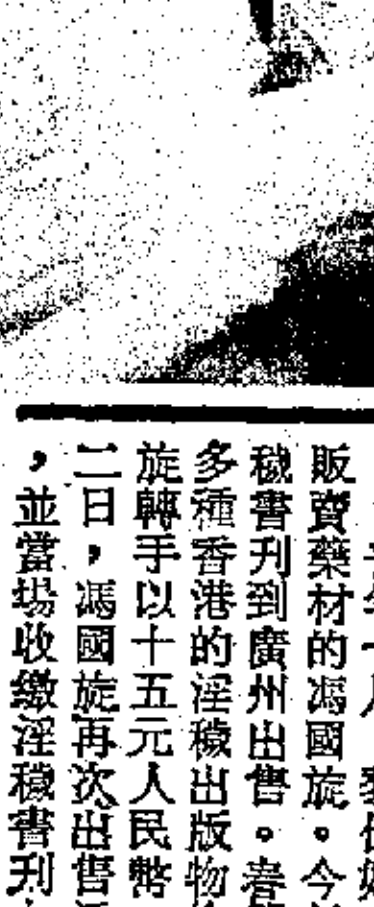 販賣藥材的馮國旋。今
穢書刊到廣州出售。春
多種香港的淫穢出版物
旋轉手以十五元人民幣
二日,馮國旋再次出售
,並當場收繳淫穢書刊